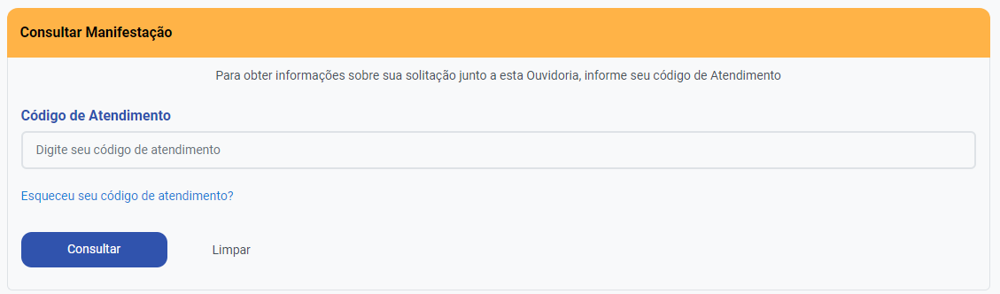 Consultar Manifestação
Para obter informações sobre sua solitação junto a esta Ouvidoria, informe seu código de Atendimento
Código de Atendimento
Digite seu código de atendimento
Esqueceu seu código de atendimento?
Consultar
Limpar